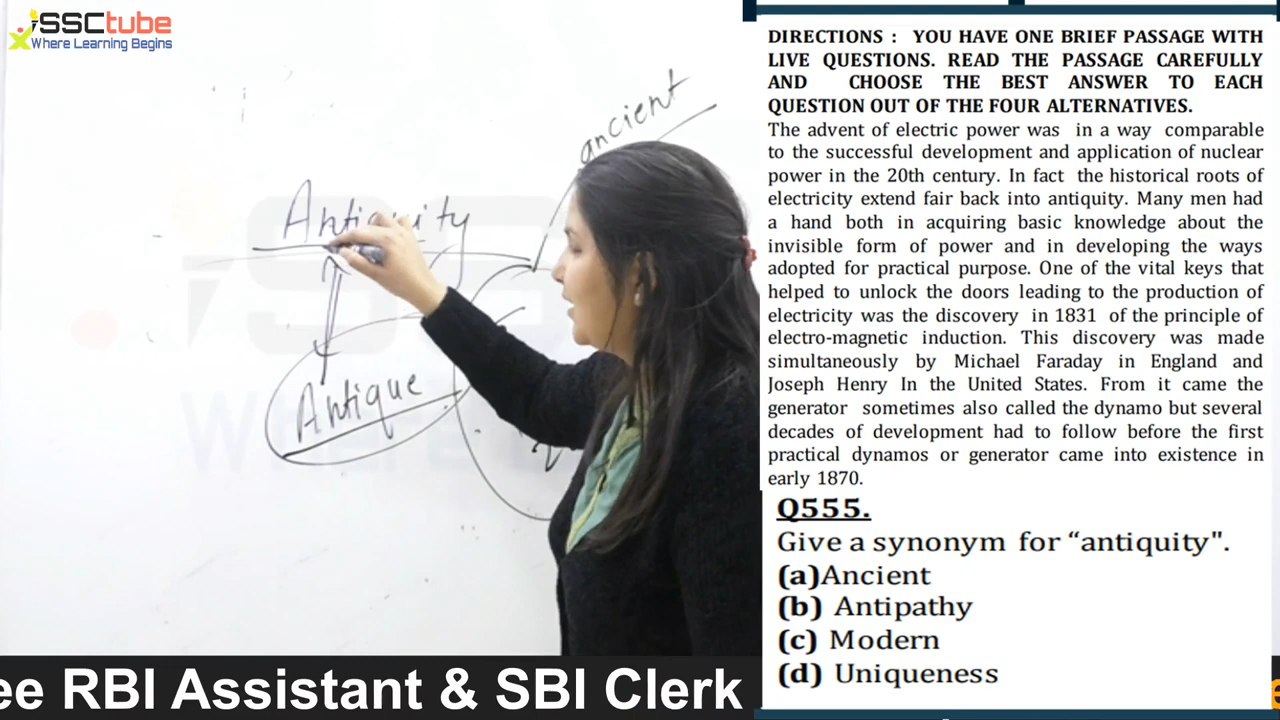 SSCtube
Where Learning Begins
ancient
Antiquity
Antique
DIRECTIONS : YOU HAVE ONE BRIEF PASSAGE WITH
LIVE QUESTIONS. READ THE PASSAGE CAREFULLY
AND CHOOSE THE BEST ANSWER TO EACH
QUESTION OUT OF THE FOUR ALTERNATIVES.
The advent of electric power was in a way comparable
to the successful development and application of nuclear
power in the 20th century. In fact the historical roots of
electricity extend fair back into antiquity. Many men had
a hand both in acquiring basic knowledge about the
invisible form of power and in developing the ways
adopted for practical purpose. One of the vital keys that
helped to unlock the doors leading to the production of
electricity was the discovery in 1831 of the principle of
electro-magnetic induction. This discovery was made
simultaneously by Michael Faraday in England and
Joseph Henry In the United States. From it came the
generator sometimes also called the dynamo but several
decades of development had to follow before the first
practical dynamos or generator came into existence in
early 1870.
Q555.
Give a synonym for “antiquity".
(a)Ancient
(b) Antipathy
(c) Modern
(d) Uniqueness
ee RBI Assistant & SBI Clerk